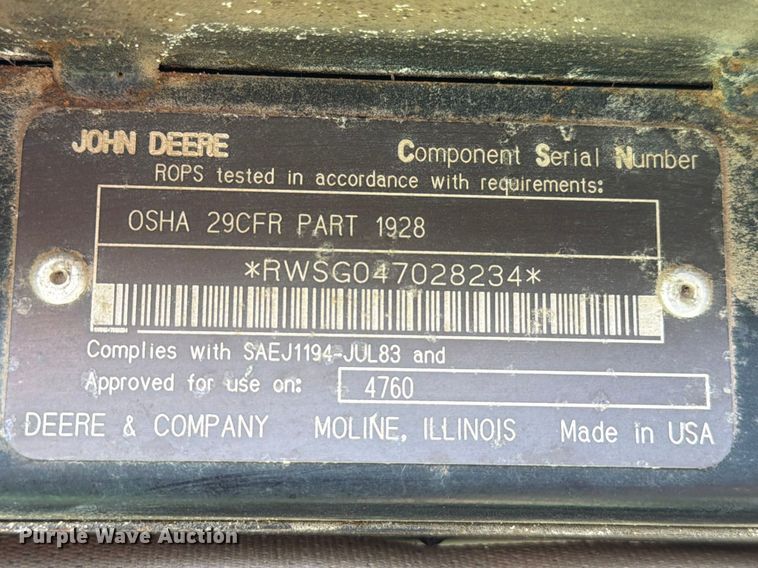 JOHN DEERE Component Serial Number
ROPS tested in accordance with requirements:
OSHA 29CFR PART 1928
*RWSG047028234*
Complies with SAEJ1194-JUL83 and
Approved for use on: 4760
DEERE & COMPANY MOLINE, ILLINOIS Made in USA
Purple Wave Auction